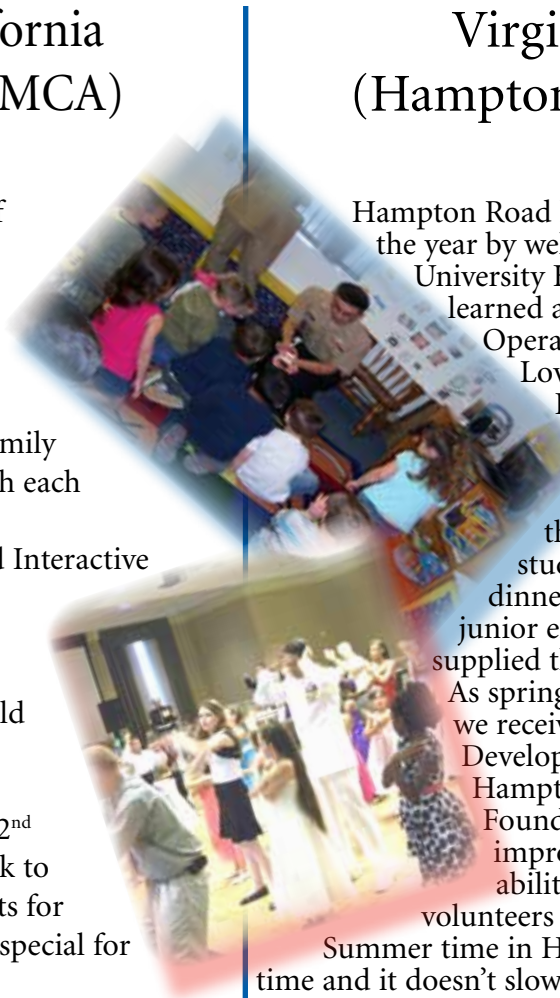 fornia
MCA)
f
mily
h each
d Interactive
ld
2nd
k to
ts for
special for
Virgi
(Hampton
Hampton Road
the year by we
University
learned a
Opera
Lov
th
stu
dinne
junior e
supplied th
As spring
we receiv
Develop
Hampt
Found
impro
abilit
volunteers
Summer time in H
time and it doesn't slow